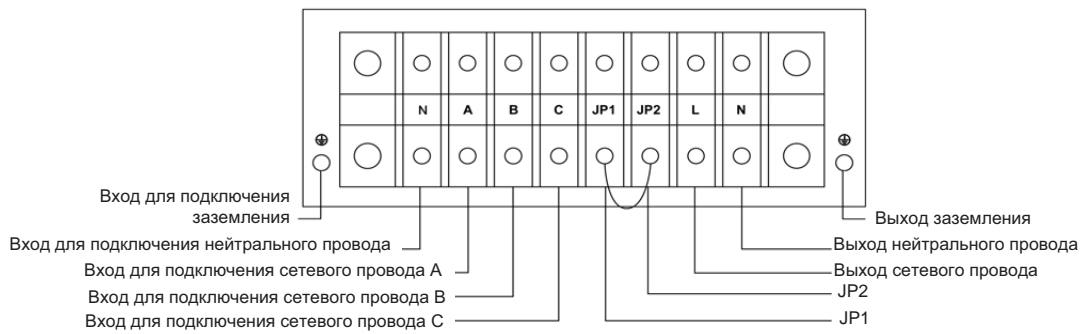 N A B C JP1 JP2 L N
Вход для подключения
заземления
Вход для подключения нейтрального провода
Вход для подключения сетевого провода A
Вход для подключения сетевого провода B
Вход для подключения сетевого провода C
Выход заземления
Выход нейтрального провода
Выход сетевого провода
JP2
JP1